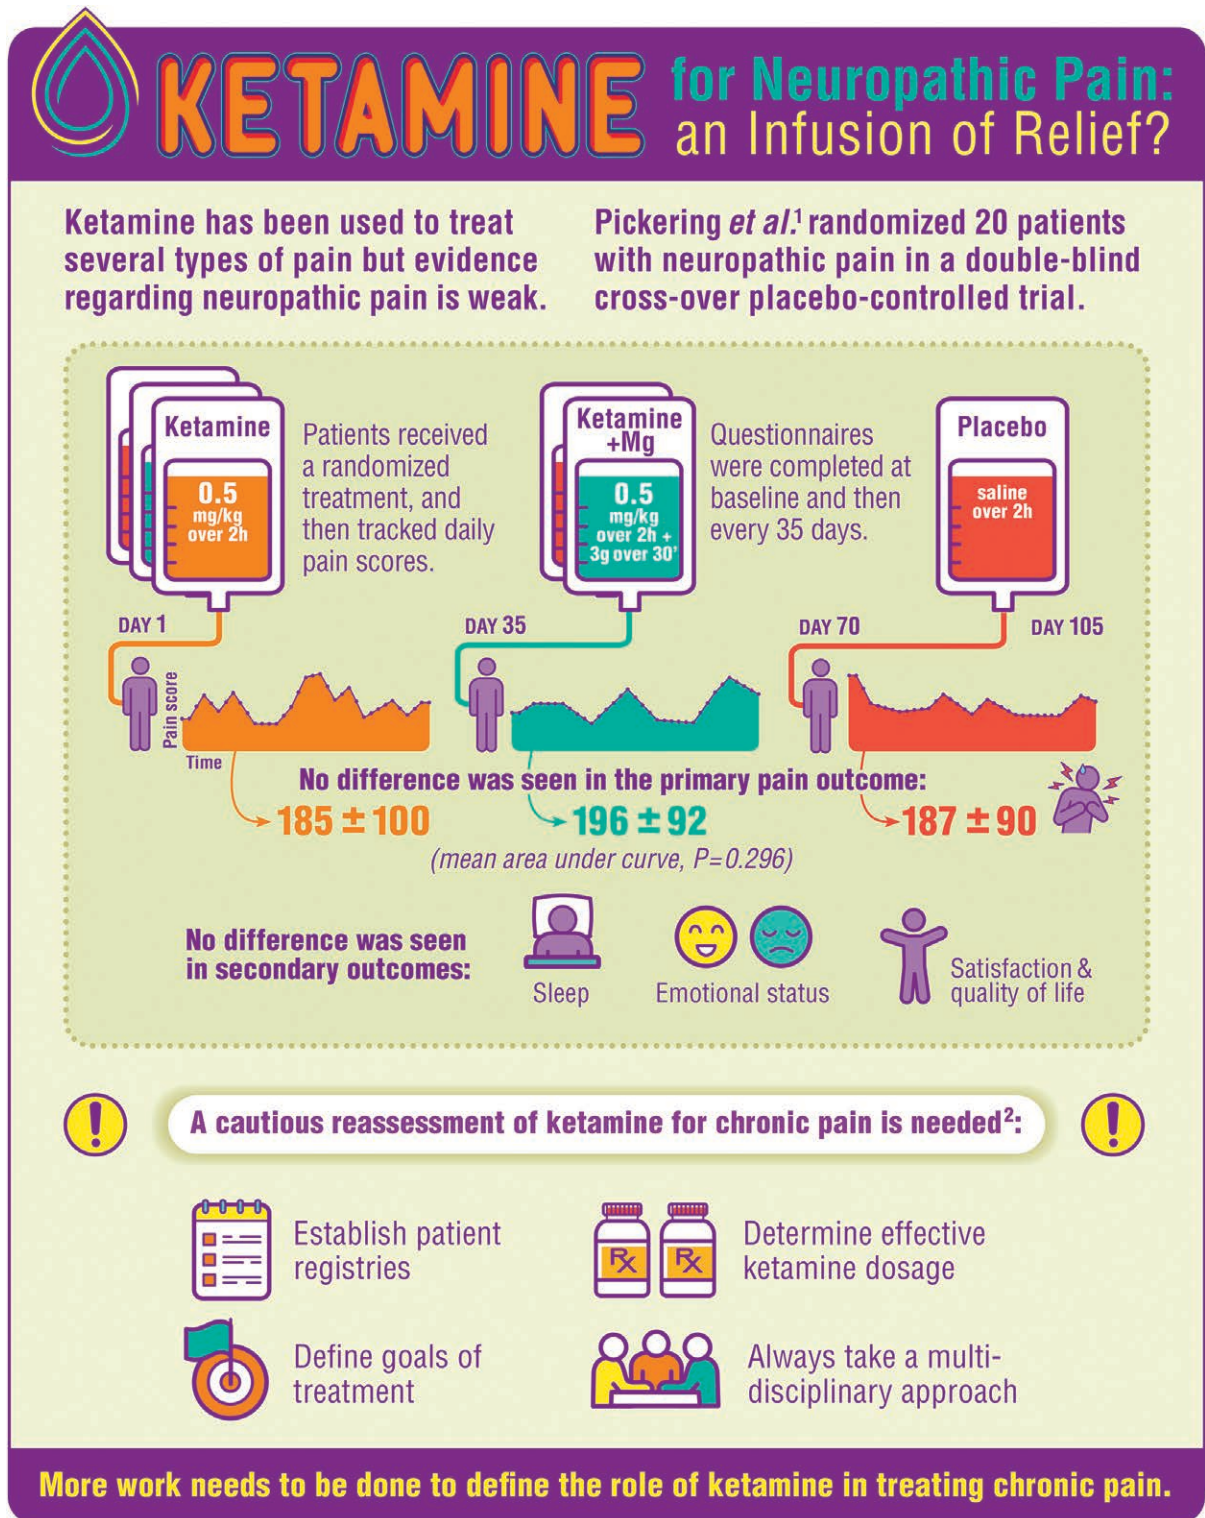 KETAMINE
for Neuropathic Pain:
an Infusion of Relief?
Ketamine has been used to treat
several types of pain but evidence
regarding neuropathic pain is weak.
Pickering et al.¹ randomized 20 patients
with neuropathic pain in a double-blind
cross-over placebo-controlled trial.
Ketamine
0.5
mg/kg
over 2h
Patients received
a randomized
treatment, and
then tracked daily
pain scores.
Ketamine
+Mg
0.5
mg/kg
over 2h +
3g over 30'
Questionnaires
were completed at
baseline and then
every 35 days.
Placebo
saline
over 2h
DAY 1
DAY 35
DAY 70
DAY 105
Pain score
Time
No difference was seen in the primary pain outcome:
185 ± 100
196 ± 92
187 ± 90
(mean area under curve, P=0.296)
No difference was seen
in secondary outcomes:
Sleep
Emotional status
Satisfaction &
quality of life
!
A cautious reassessment of ketamine for chronic pain is needed²:
!
Establish patient
registries
Rx
Rx
Determine effective
ketamine dosage
Define goals of
treatment
Always take a multi-
disciplinary approach
More work needs to be done to define the role of ketamine in treating chronic pain.